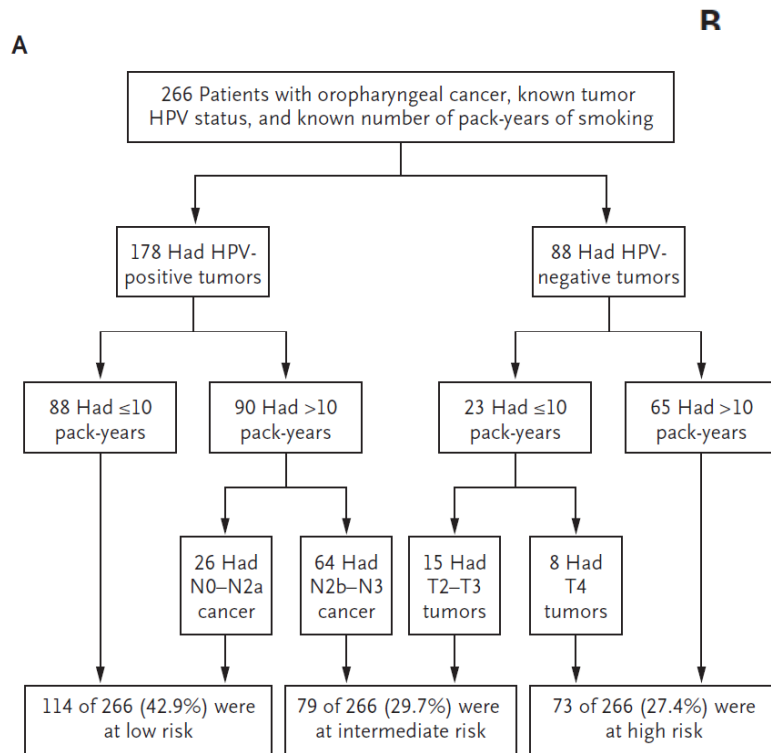 B
A
266 Patients with oropharyngeal cancer, known tumor
HPV status, and known number of pack-years of smoking
178 Had HPV-
positive tumors
88 Had HPV-
negative tumors
88 Had ≤10
pack-years
90 Had >10
pack-years
23 Had ≤10
pack-years
65 Had >10
pack-years
26 Had
N0–N2a
cancer
64 Had
N2b–N3
cancer
15 Had
T2–T3
tumors
8 Had
T4
tumors
114 of 266 (42.9%) were
at low risk
79 of 266 (29.7%) were
at intermediate risk
73 of 266 (27.4%) were
at high risk